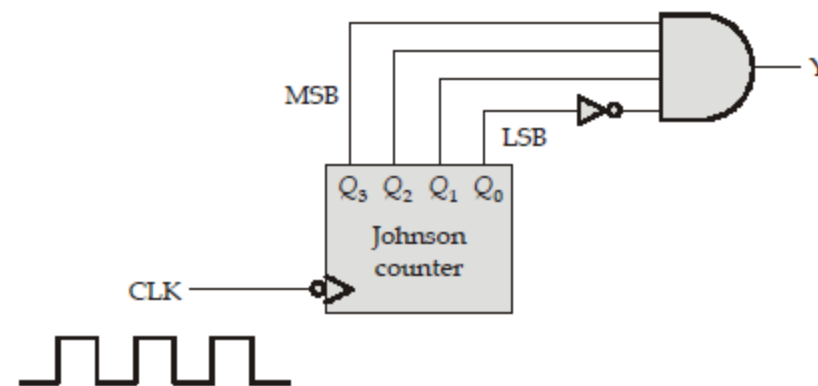 Y
MSB
LSB
Q₃ Q₂ Q₁ Q₀
Johnson
counter
CLK